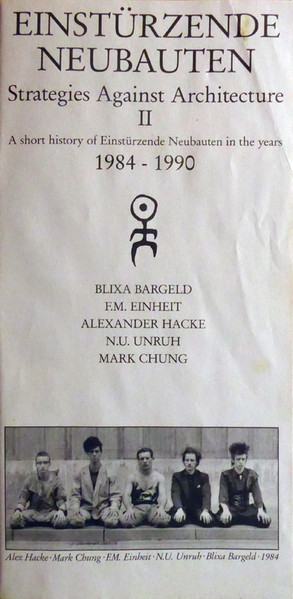 EINSTÜRZENDE
NEUBAUTEN
Strategies Against Architecture
II
A short history of Einstürzende Neubauten in the years
1984 - 1990
BLIXA BARGELD
F.M. EINHEIT
ALEXANDER HACKE
N.U. UNRUH
MARK CHUNG
Alex Hacke · Mark Chung · F.M. Einheit · N.U. Unruh · Blixa Bargeld · 1984